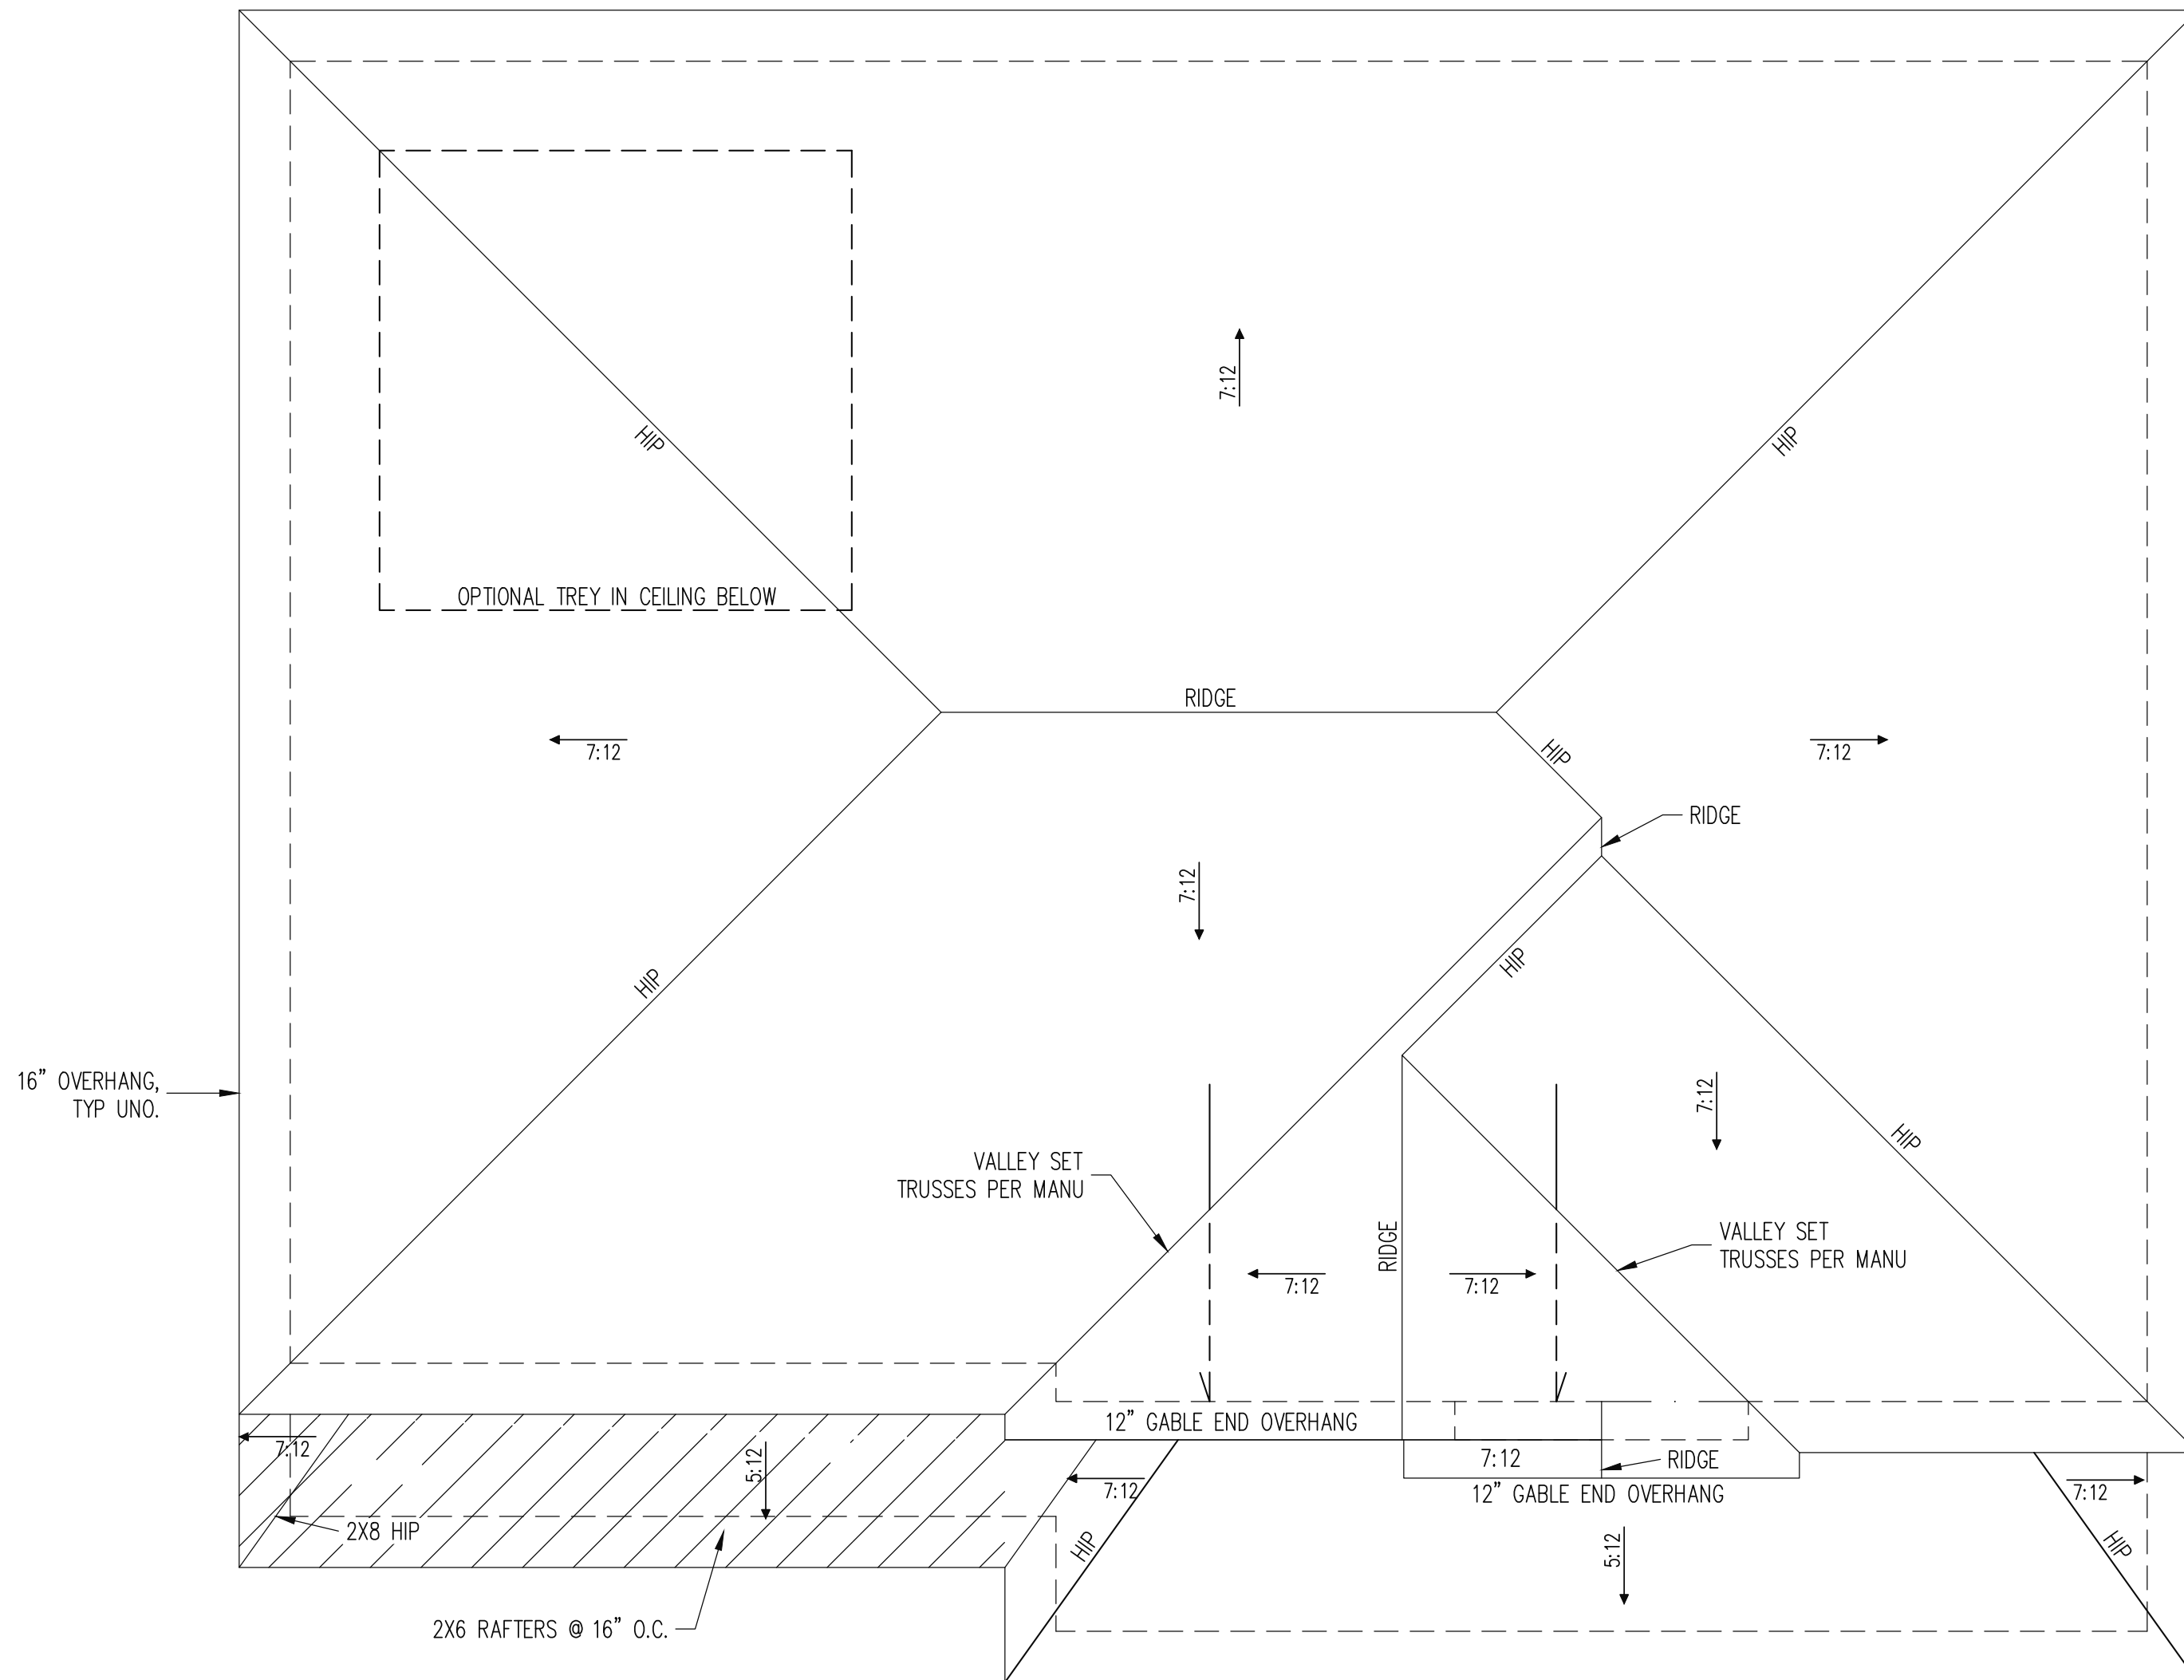 7:12
HIP
HIP
OPTIONAL TREY IN CEILING BELOW
RIDGE
7:12
7:12
HIP
RIDGE
7:12
HIP
HIP
16" OVERHANG,
TYP UNO.
7:12
HIP
VALLEY SET
TRUSSES PER MANU
RIDGE
VALLEY SET
TRUSSES PER MANU
7:12
7:12
12" GABLE END OVERHANG
7:12
5:12
7:12
RIDGE
7:12
7:12
12" GABLE END OVERHANG
2X8 HIP
HIP
5:12
HIP
2X6 RAFTERS @ 16" O.C.